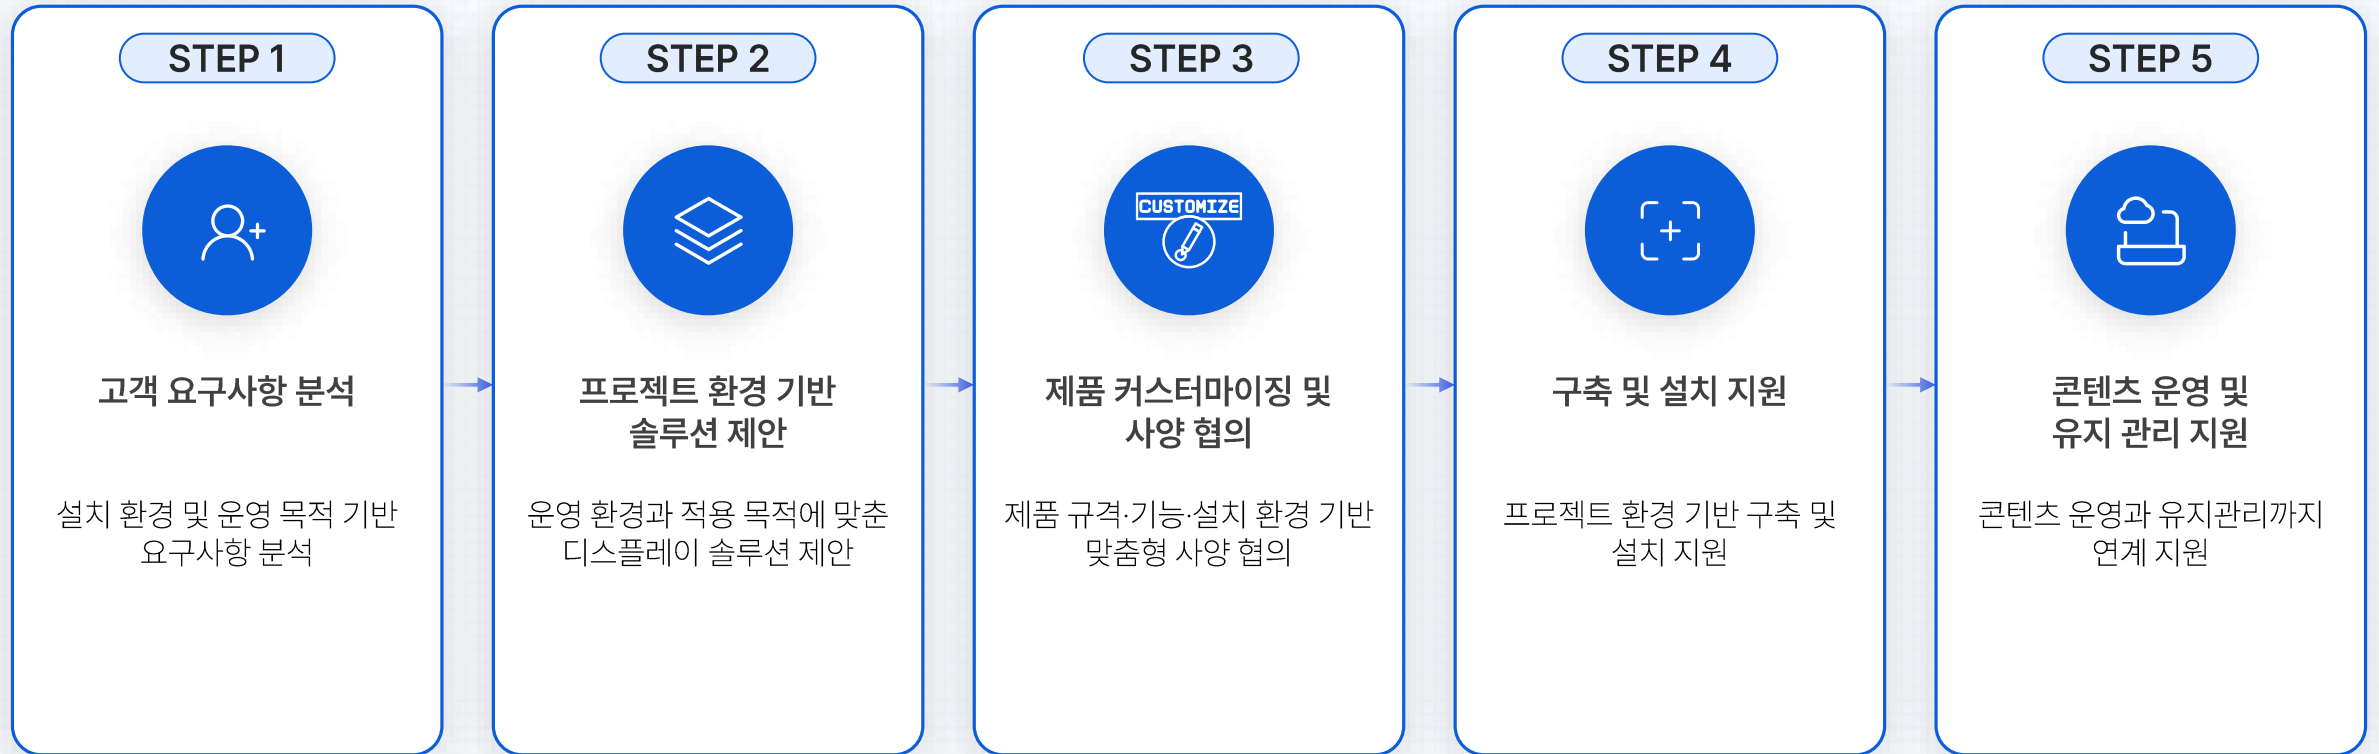 STEP 1
고객 요구사항 분석
설치 환경 및 운영 목적 기반
요구사항 분석
STEP 2
프로젝트 환경 기반
솔루션 제안
운영 환경과 적용 목적에 맞춘
디스플레이 솔루션 제안
STEP 3
CUSTOMIZE
제품 커스터마이징 및
사양 협의
제품 규격·기능·설치 환경 기반
맞춤형 사양 협의
STEP 4
구축 및 설치 지원
프로젝트 환경 기반 구축 및
설치 지원
STEP 5
콘텐츠 운영 및
유지 관리 지원
콘텐츠 운영과 유지관리까지
연계 지원